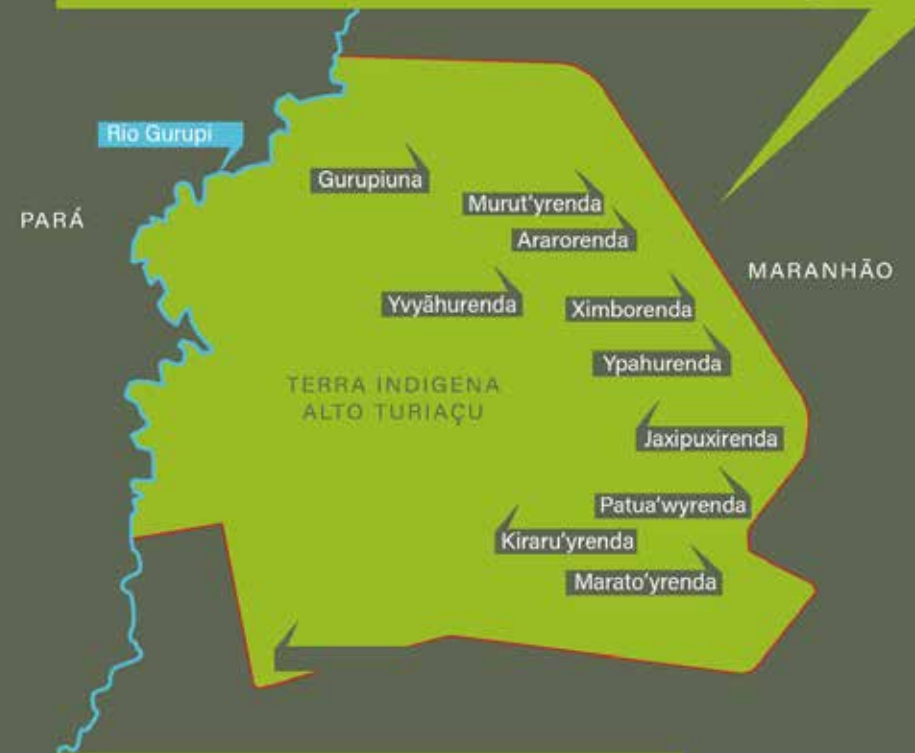 Rio Gurupi
Gurupiuna
PARÁ
Murut'yrenda
Ararorenda
MARANHÃO
Yvyãhurenda
Ximborenda
Ypahurenda
TERRA INDIGENA
ALTO TURIAÇU
Jaxipuxirenda
Patua'wyrenda
Kiraru'yrenda
Marato'yrenda